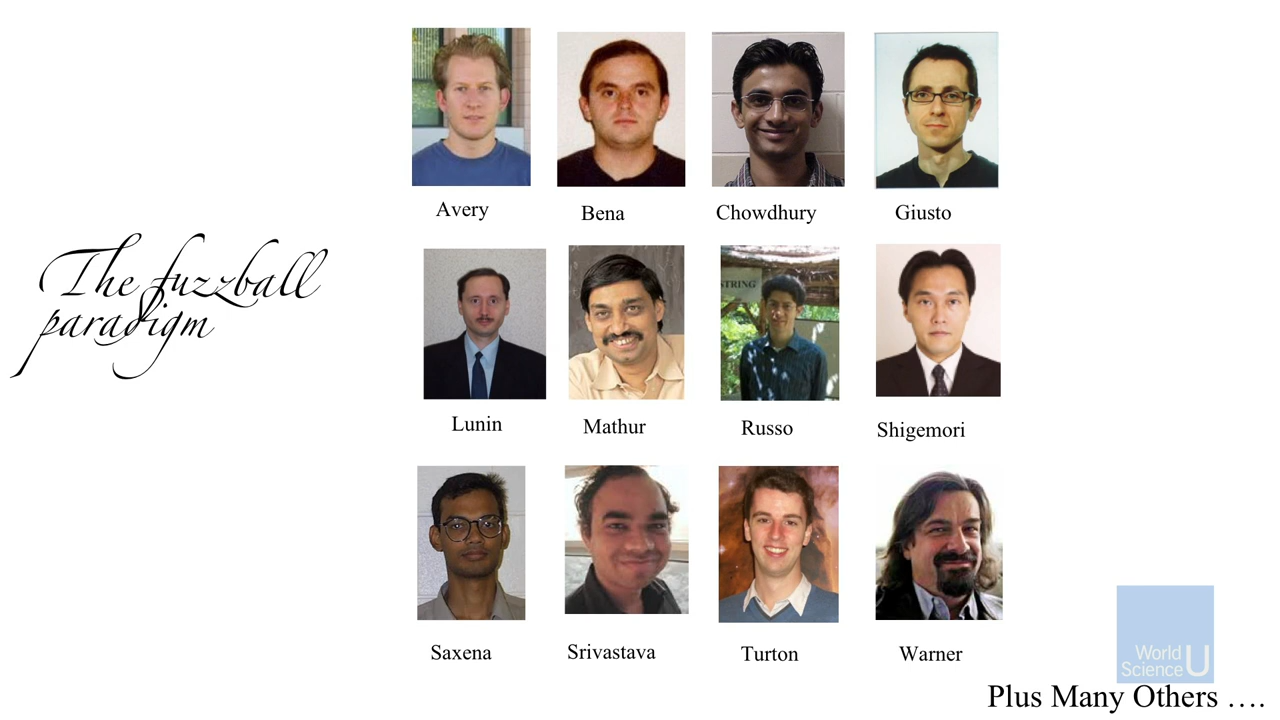 The fuzzball
paradigm
Avery
Bena
Chowdhury
Giusto
STRING
Lunin
Mathur
Russo
Shigemori
Saxena
Srivastava
Turton
Warner
World
Science U
Plus Many Others ….